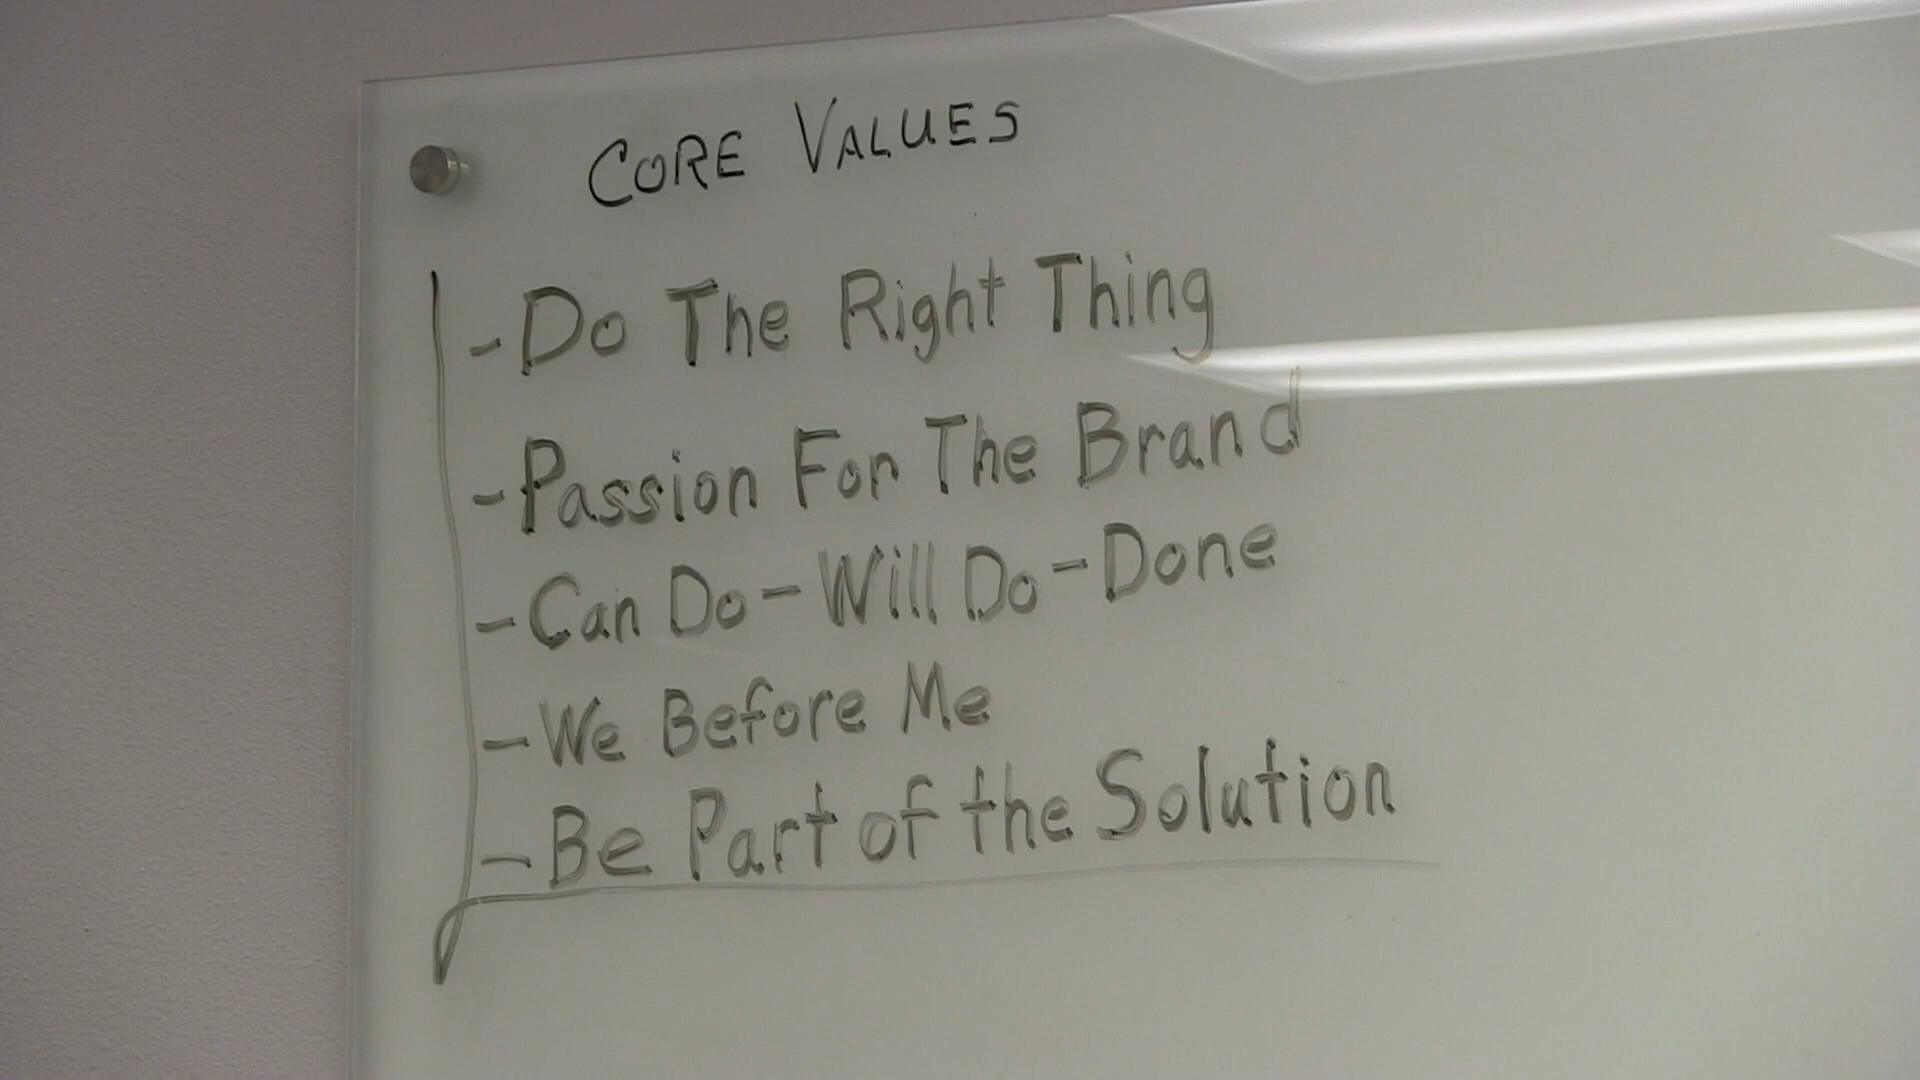 CORE VALUES
- Do The Right Thing
- Passion For The Brand
- Can Do - Will Do - Done
- We Before Me
- Be Part of the Solution